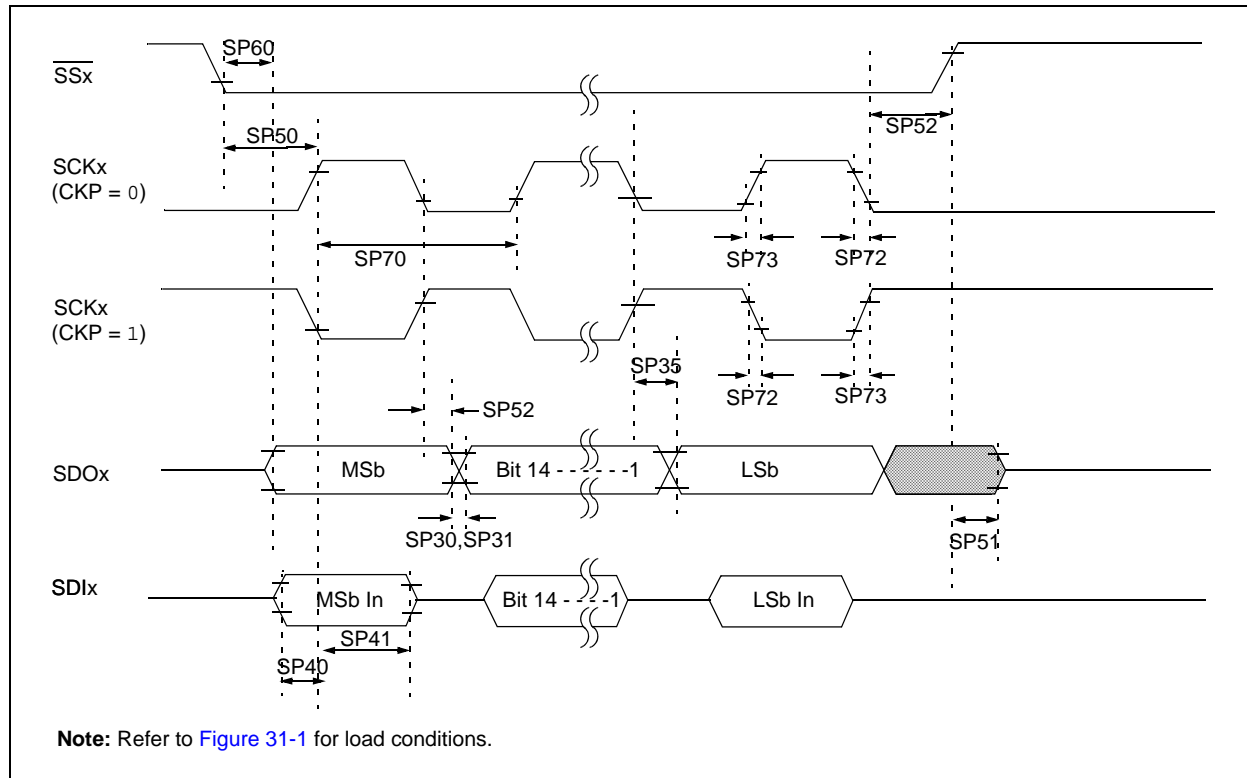 SP60
SSx
SP50
SP52
SCKx
(CKP = 0)
SP70
SP73
SP72
SCKx
(CKP = 1)
SP35
SP72
SP73
SP52
SDOx
MSb
Bit 14 - - - - - -1
LSb
SP30,SP31
SP51
SDIx
MSb In
Bit 14 - - - -1
LSb In
SP41
SP40
Note: Refer to Figure 31-1 for load conditions.